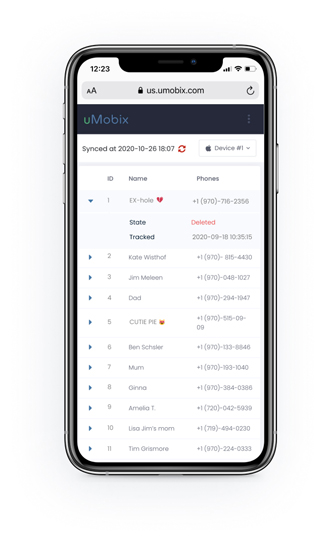 12:23
AA us.umobix.com
uMobix
Synced at 2020-10-26 18:07 Device #1
ID Name Phones
1 EX-hole 💔 +1 (970)-716-2356
State Deleted
Tracked 2020-09-18 10:35:15
2 Kate Wisthof +1 (970)- 815-4430
3 Jim Meleen +1 (970)-048-1027
4 Dad +1 (970)-294-1947
5 CUTIE PIE 😻 +1 (970)-515-09-
09
6 Ben Schsler +1 (970)-133-8846
7 Mum +1 (970)-193-1040
8 Ginna +1 (970)-384-0386
9 Amelia T. +1 (720)-042-5939
10 Lisa Jim's mom +1 (719)-494-0230
11 Tim Grismore +1 (970)-224-0333